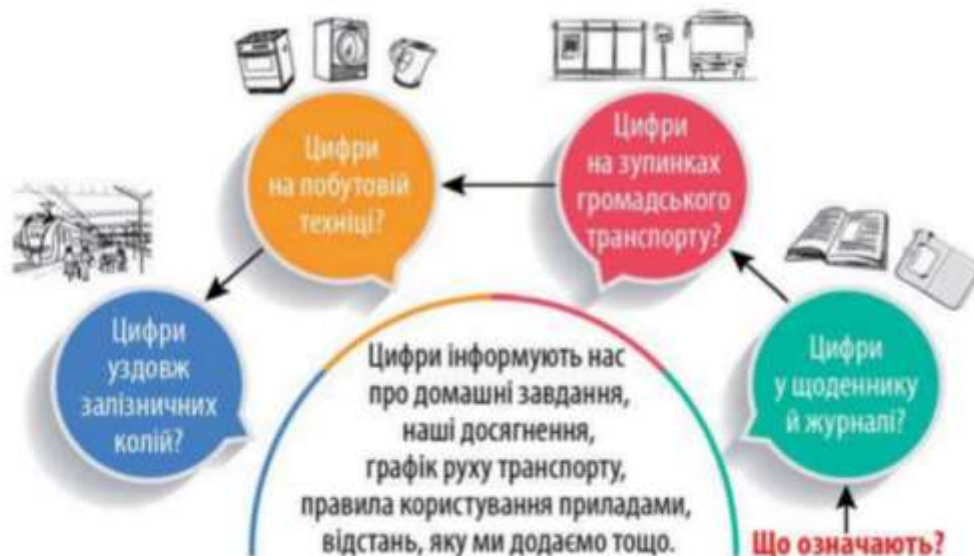 Цифри
на побутовій
техніці?
Цифри
на зупинках
громадського
транспорту?
Цифри
уздовж
залізничних
колій?
Цифри
у щоденнику
й журналі?
Цифри інформують нас
про домашні завдання,
наші досягнення,
графік руху транспорту,
правила користування приладами,
відстань, яку ми додаємо тощо.
Що означають?